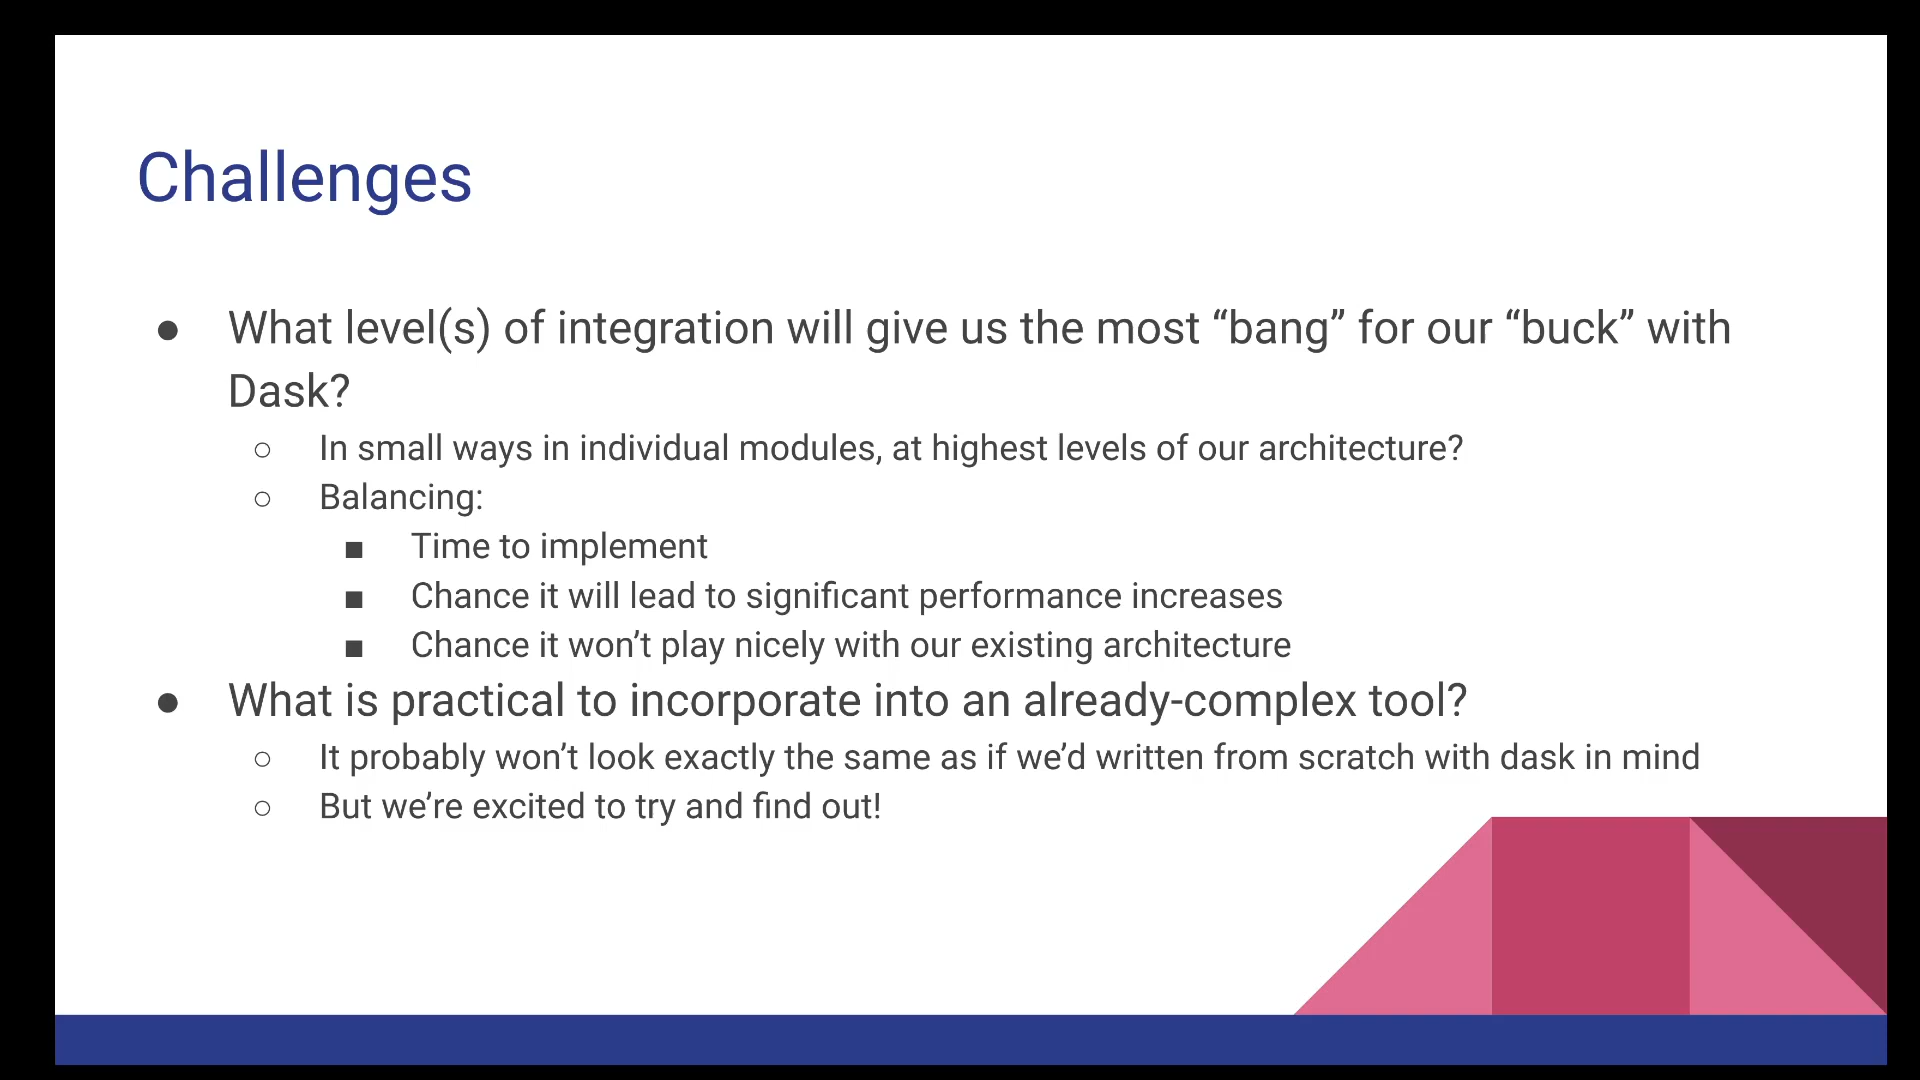 Challenges
● What level(s) of integration will give us the most “bang” for our “buck” with
Dask?
○ In small ways in individual modules, at highest levels of our architecture?
○ Balancing:
■ Time to implement
■ Chance it will lead to significant performance increases
■ Chance it won’t play nicely with our existing architecture
● What is practical to incorporate into an already-complex tool?
○ It probably won’t look exactly the same as if we’d written from scratch with dask in mind
○ But we’re excited to try and find out!